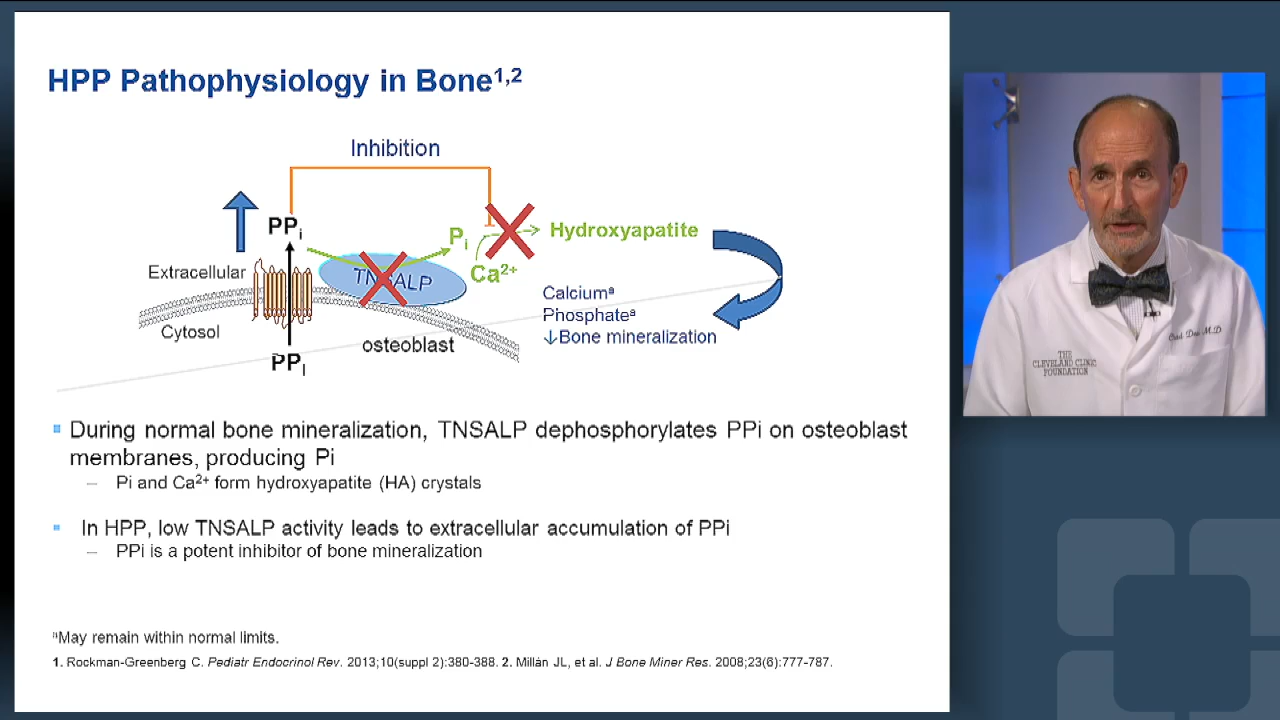 HPP Pathophysiology in Bone1,2
Inhibition
PPi
Pi
Hydroxyapatite
Extracellular
TNSALP
Ca2+
Cytosol
osteoblast
PPi
Calciuma
Phosphatea
↓Bone mineralization
During normal bone mineralization, TNSALP dephosphorylates PPi on osteoblast
membranes, producing Pi
– Pi and Ca2+ form hydroxyapatite (HA) crystals
In HPP, low TNSALP activity leads to extracellular accumulation of PPi
– PPi is a potent inhibitor of bone mineralization
aMay remain within normal limits.
1. Rockman-Greenberg C. Pediatr Endocrinol Rev. 2013;10(suppl 2):380-388. 2. Millán JL, et al. J Bone Miner Res. 2008;23(6):777-787.
THE
CLEVELAND CLINIC
FOUNDATION
M.D.